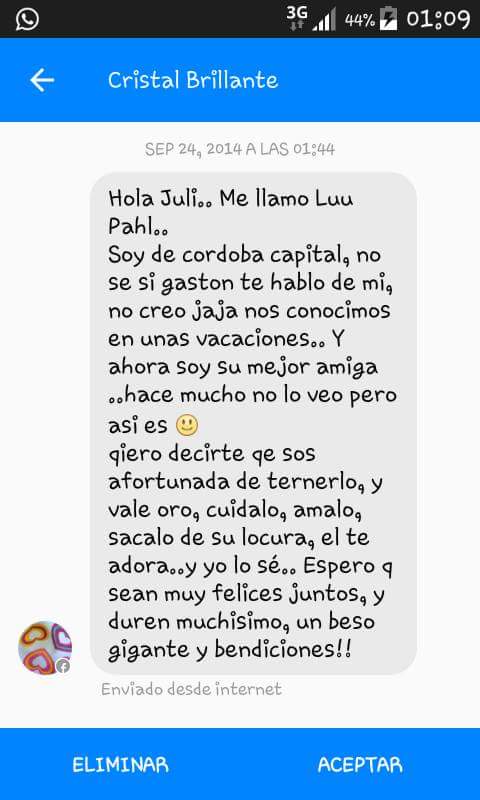 3G 44% 01:09
Cristal Brillante
SEP 24, 2014 A LAS 01:44
Hola Juli.. Me llamo Luu
Pahl..
Soy de cordoba capital, no
se si gaston te hablo de mi,
no creo jaja nos conocimos
en unas vacaciones.. Y
ahora soy su mejor amiga
..hace mucho no lo veo pero
asi es 🙂
qiero decirte qe sos
afortunada de ternerlo, y
vale oro, cuidalo, amalo,
sacalo de su locura, el te
adora..y yo lo sé.. Espero q
sean muy felices juntos, y
duren muchisimo, un beso
gigante y bendiciones!!
Enviado desde internet
ELIMINAR ACEPTAR